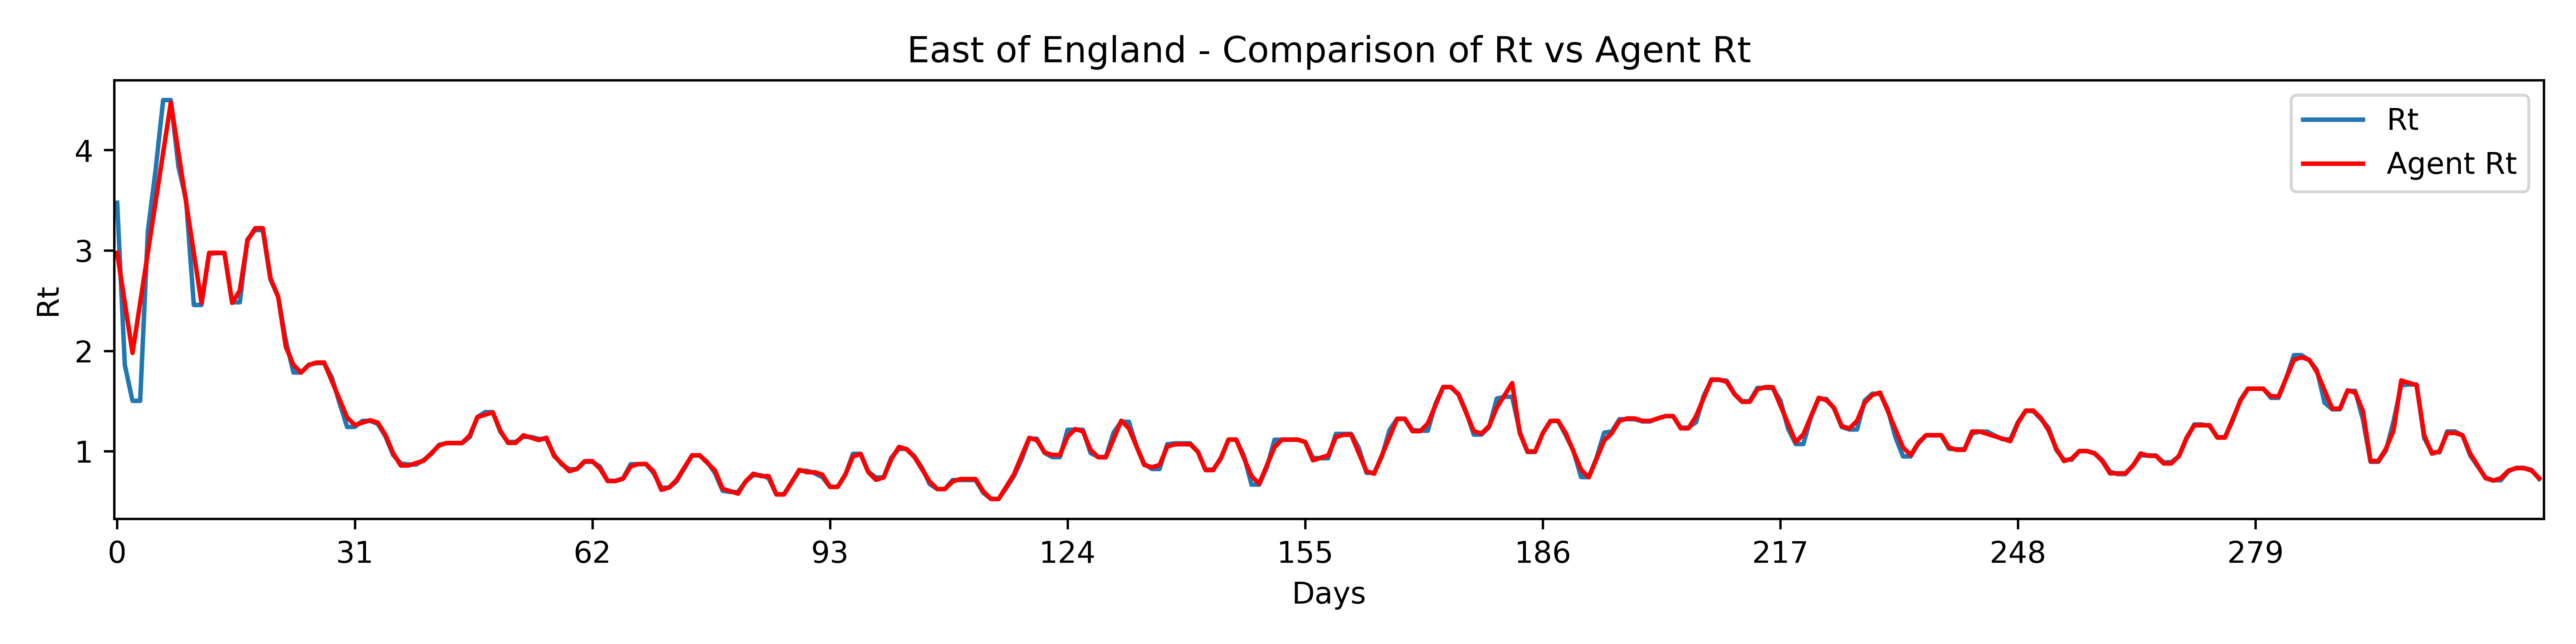 East of England - Comparison of Rt vs Agent Rt
Rt
Agent Rt
4
3
2
1
Rt
0 31 62 93 124 155 186 217 248 279
Days